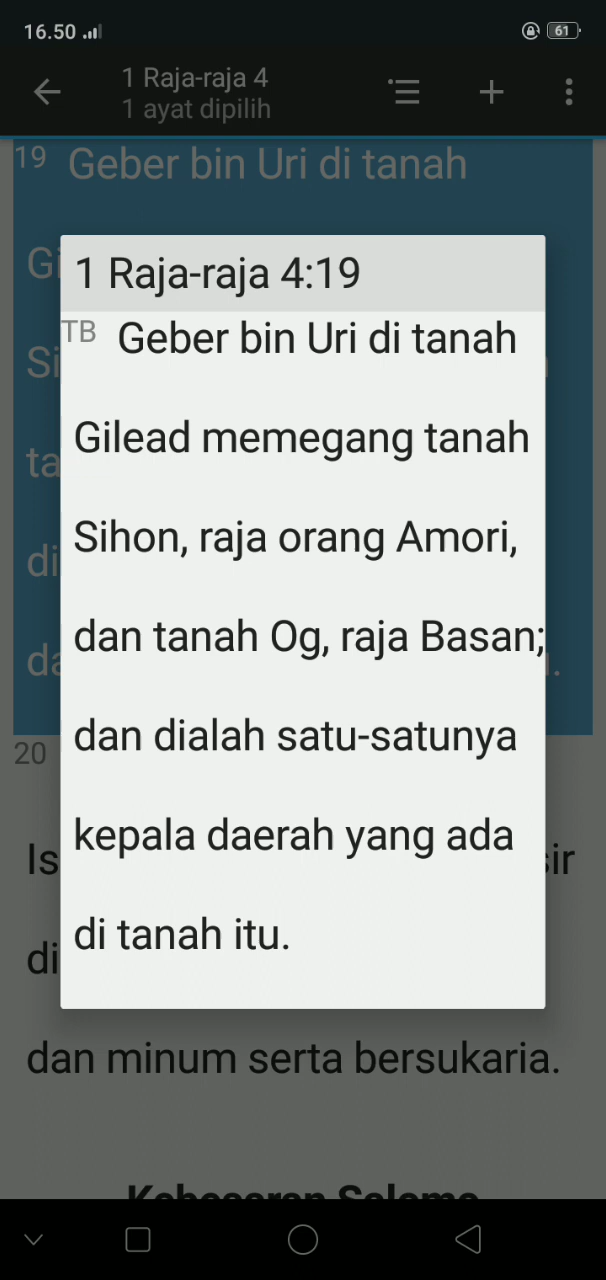 16.50
61
1 Raja-raja 4
1 ayat dipilih
19 Geber bin Uri di tanah
1 Raja-raja 4:19
TB Geber bin Uri di tanah
Gilead memegang tanah
Sihon, raja orang Amori,
dan tanah Og, raja Basan;
dan dialah satu-satunya
kepala daerah yang ada
di tanah itu.
20
dan minum serta bersukaria.